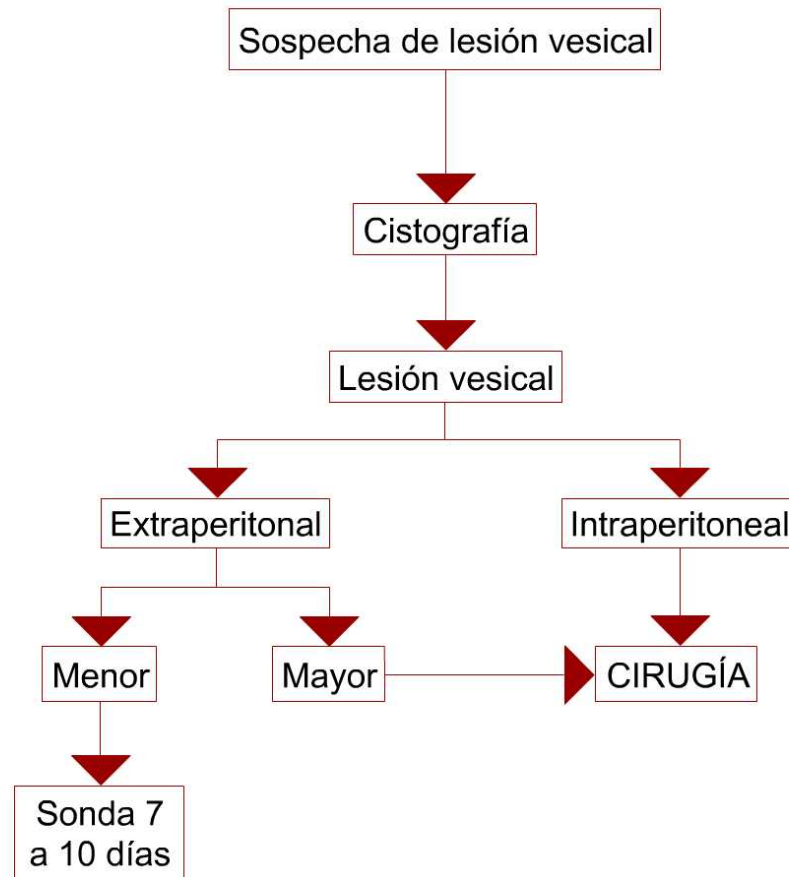 Sospecha de lesión vesical
Cistografía
Lesión vesical
Extraperitonal
Intraperitoneal
Menor
Mayor
CIRUGÍA
Sonda 7
a 10 días